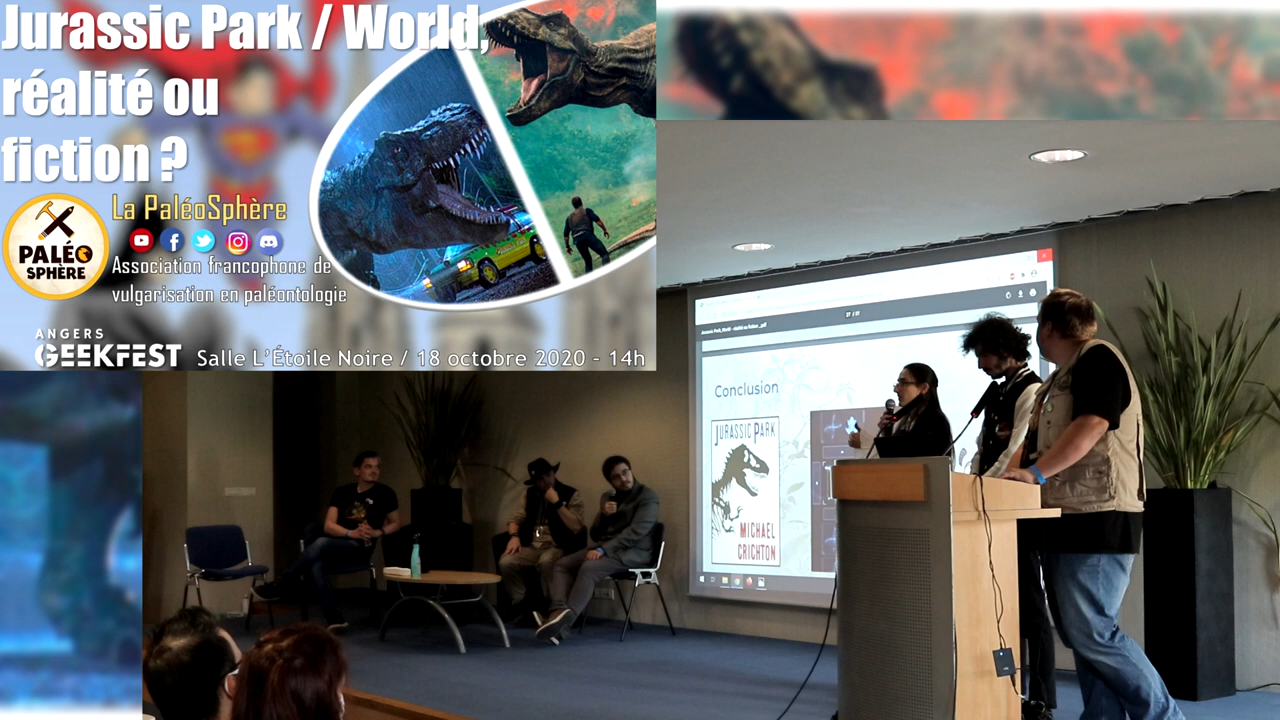 Jurassic Park / World,
réalité ou
fiction ?
La PaléoSphère
PALÉO
SPHÈRE
Association francophone de
vulgarisation en paléontologie
ANGERS
GEEKFEST
Salle L'Étoile Noire / 18 octobre 2020 - 14h
Conclusion
JURASSIC PARK
MICHAEL
CRICHTON